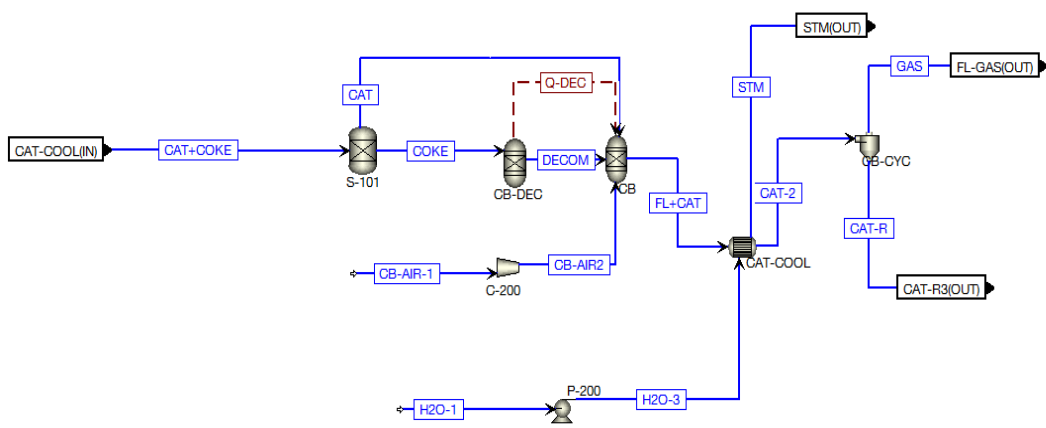 STM(OUT)
GAS
FL-GAS(OUT)
Q-DEC
CAT
STM
CAT-COOL(IN)
CAT+COKE
COKE
DECOM
S-101
CB-DEC
CB
CB-CYC
FL+CAT
CAT-2
CAT-R
CAT-COOL
CB-AIR-1
CB-AIR2
C-200
CAT-R3(OUT)
P-200
H2O-1
H2O-3